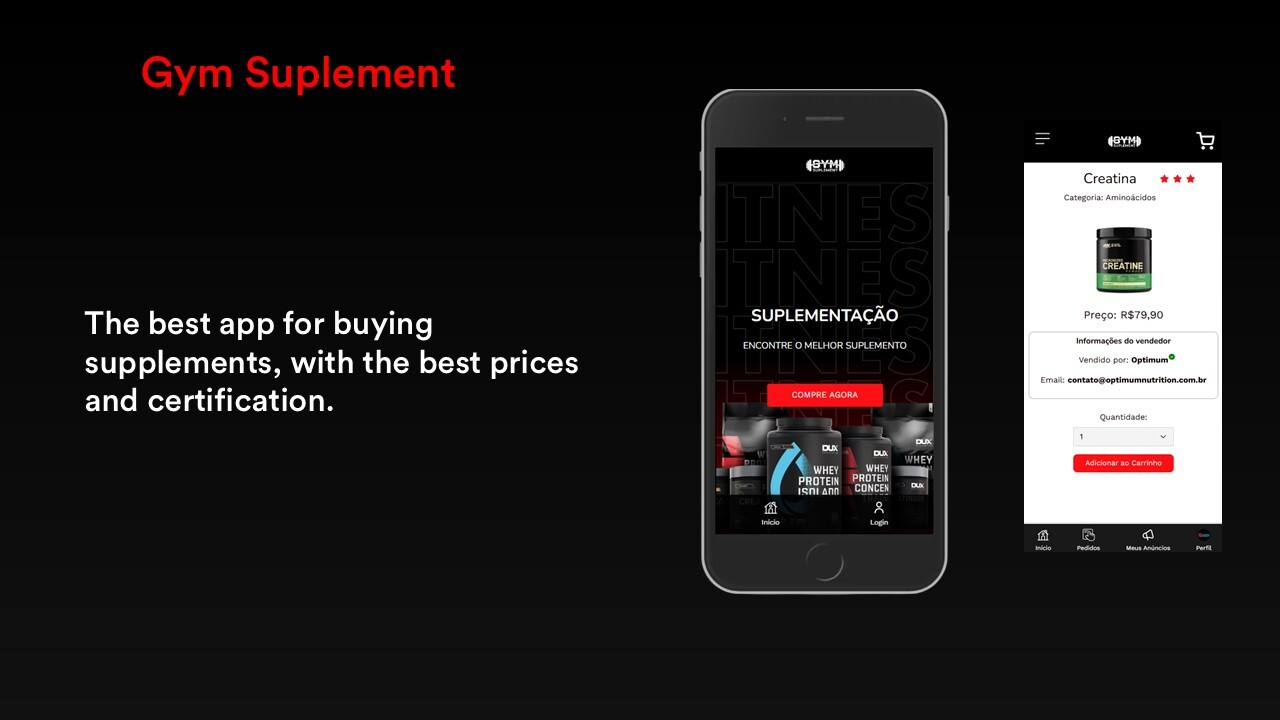 Gym Suplement
The best app for buying
supplements, with the best prices
and certification.
GYM
SUPLEMENT
ITNES
ITNES
ITNES
SUPLEMENTAÇÃO
ENCONTRE O MELHOR SUPLEMENTO
COMPRE AGORA
DUX
WHEY
PROTEIN
ISOLADO
DUX
WHEY
PROTEIN
CONCEN
DUX
WHEY
DUX
Início
Login
GYM
SUPLEMENT
Creatina
Categoria: Aminoácidos
CREATINE
Preço: R$79,90
Informações do vendedor
Vendido por: Optimum
Email: contato@optimumnutrition.com.br
Quantidade:
1
Adicionar ao Carrinho
Início
Pedidos
Meus Anúncios
Perfil